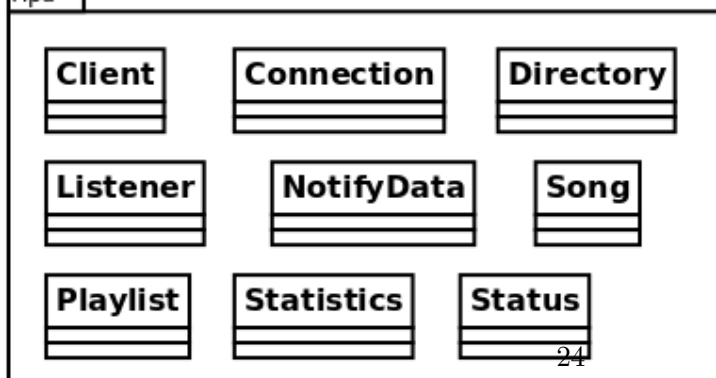 Client Connection Directory
Listener NotifyData Song
Playlist Statistics Status
24